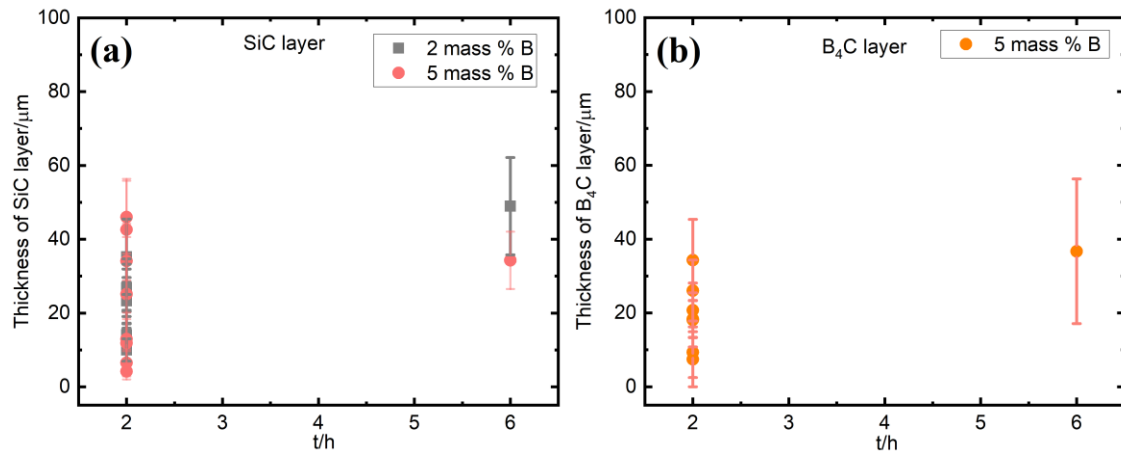 (a)
SiC layer
2 mass % B
5 mass % B
Thickness of SiC layer/μm
100
80
60
40
20
0
2
3
4
5
6
t/h
(b)
B₄C layer
5 mass % B
Thickness of B₄C layer/μm
100
80
60
40
20
0
2
3
4
5
6
t/h